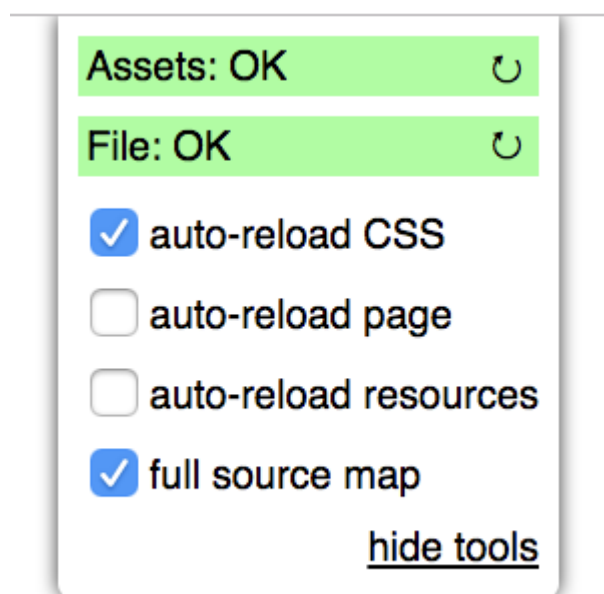 Assets: OK
File: OK
auto-reload CSS
auto-reload page
auto-reload resources
full source map
hide tools